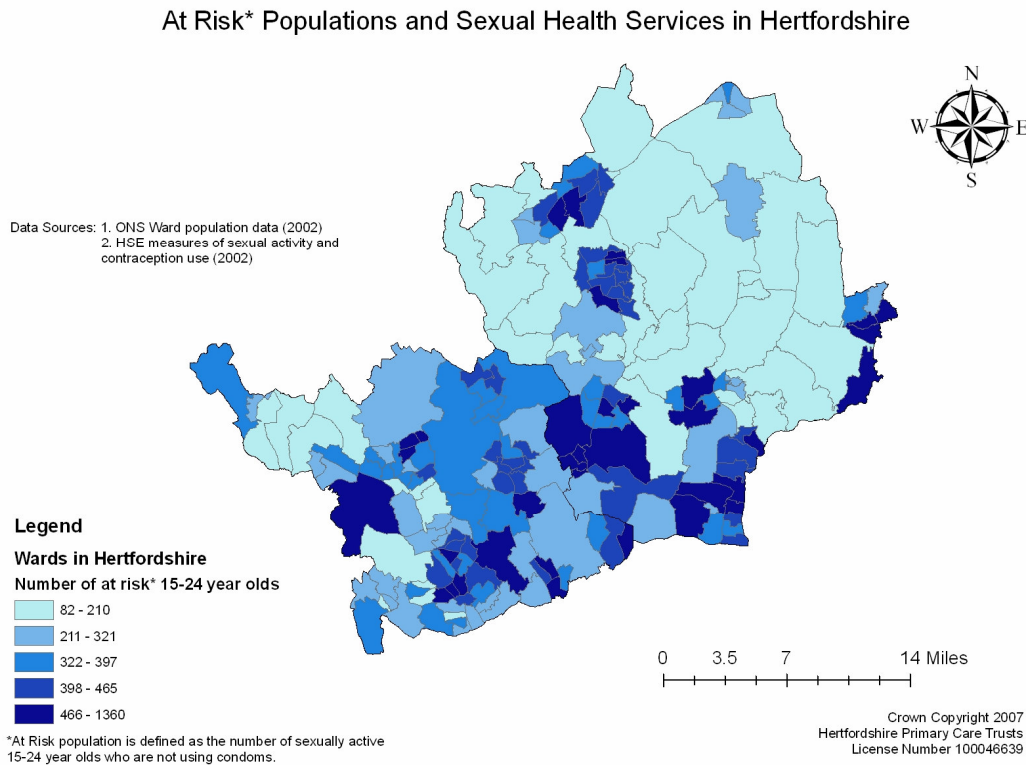 At Risk* Populations and Sexual Health Services in Hertfordshire
N
W E
S
Data Sources: 1. ONS Ward population data (2002)
2. HSE measures of sexual activity and
contraception use (2002)
Legend
Wards in Hertfordshire
Number of at risk* 15-24 year olds
82 - 210
211 - 321
322 - 397
398 - 465
466 - 1360
*At Risk population is defined as the number of sexually active
15-24 year olds who are not using condoms.
0 3.5 7 14 Miles
Crown Copyright 2007
Hertfordshire Primary Care Trusts
License Number 100046639